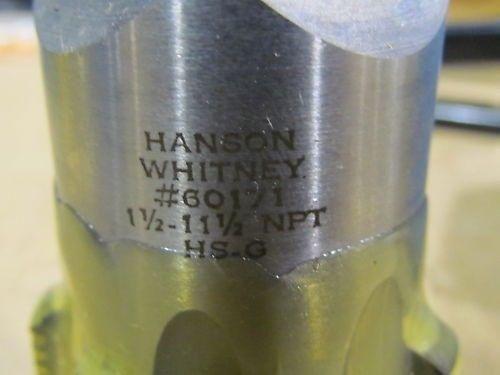 HANSON
WHITNEY
#60171
1½-11½ NPT
HS-G